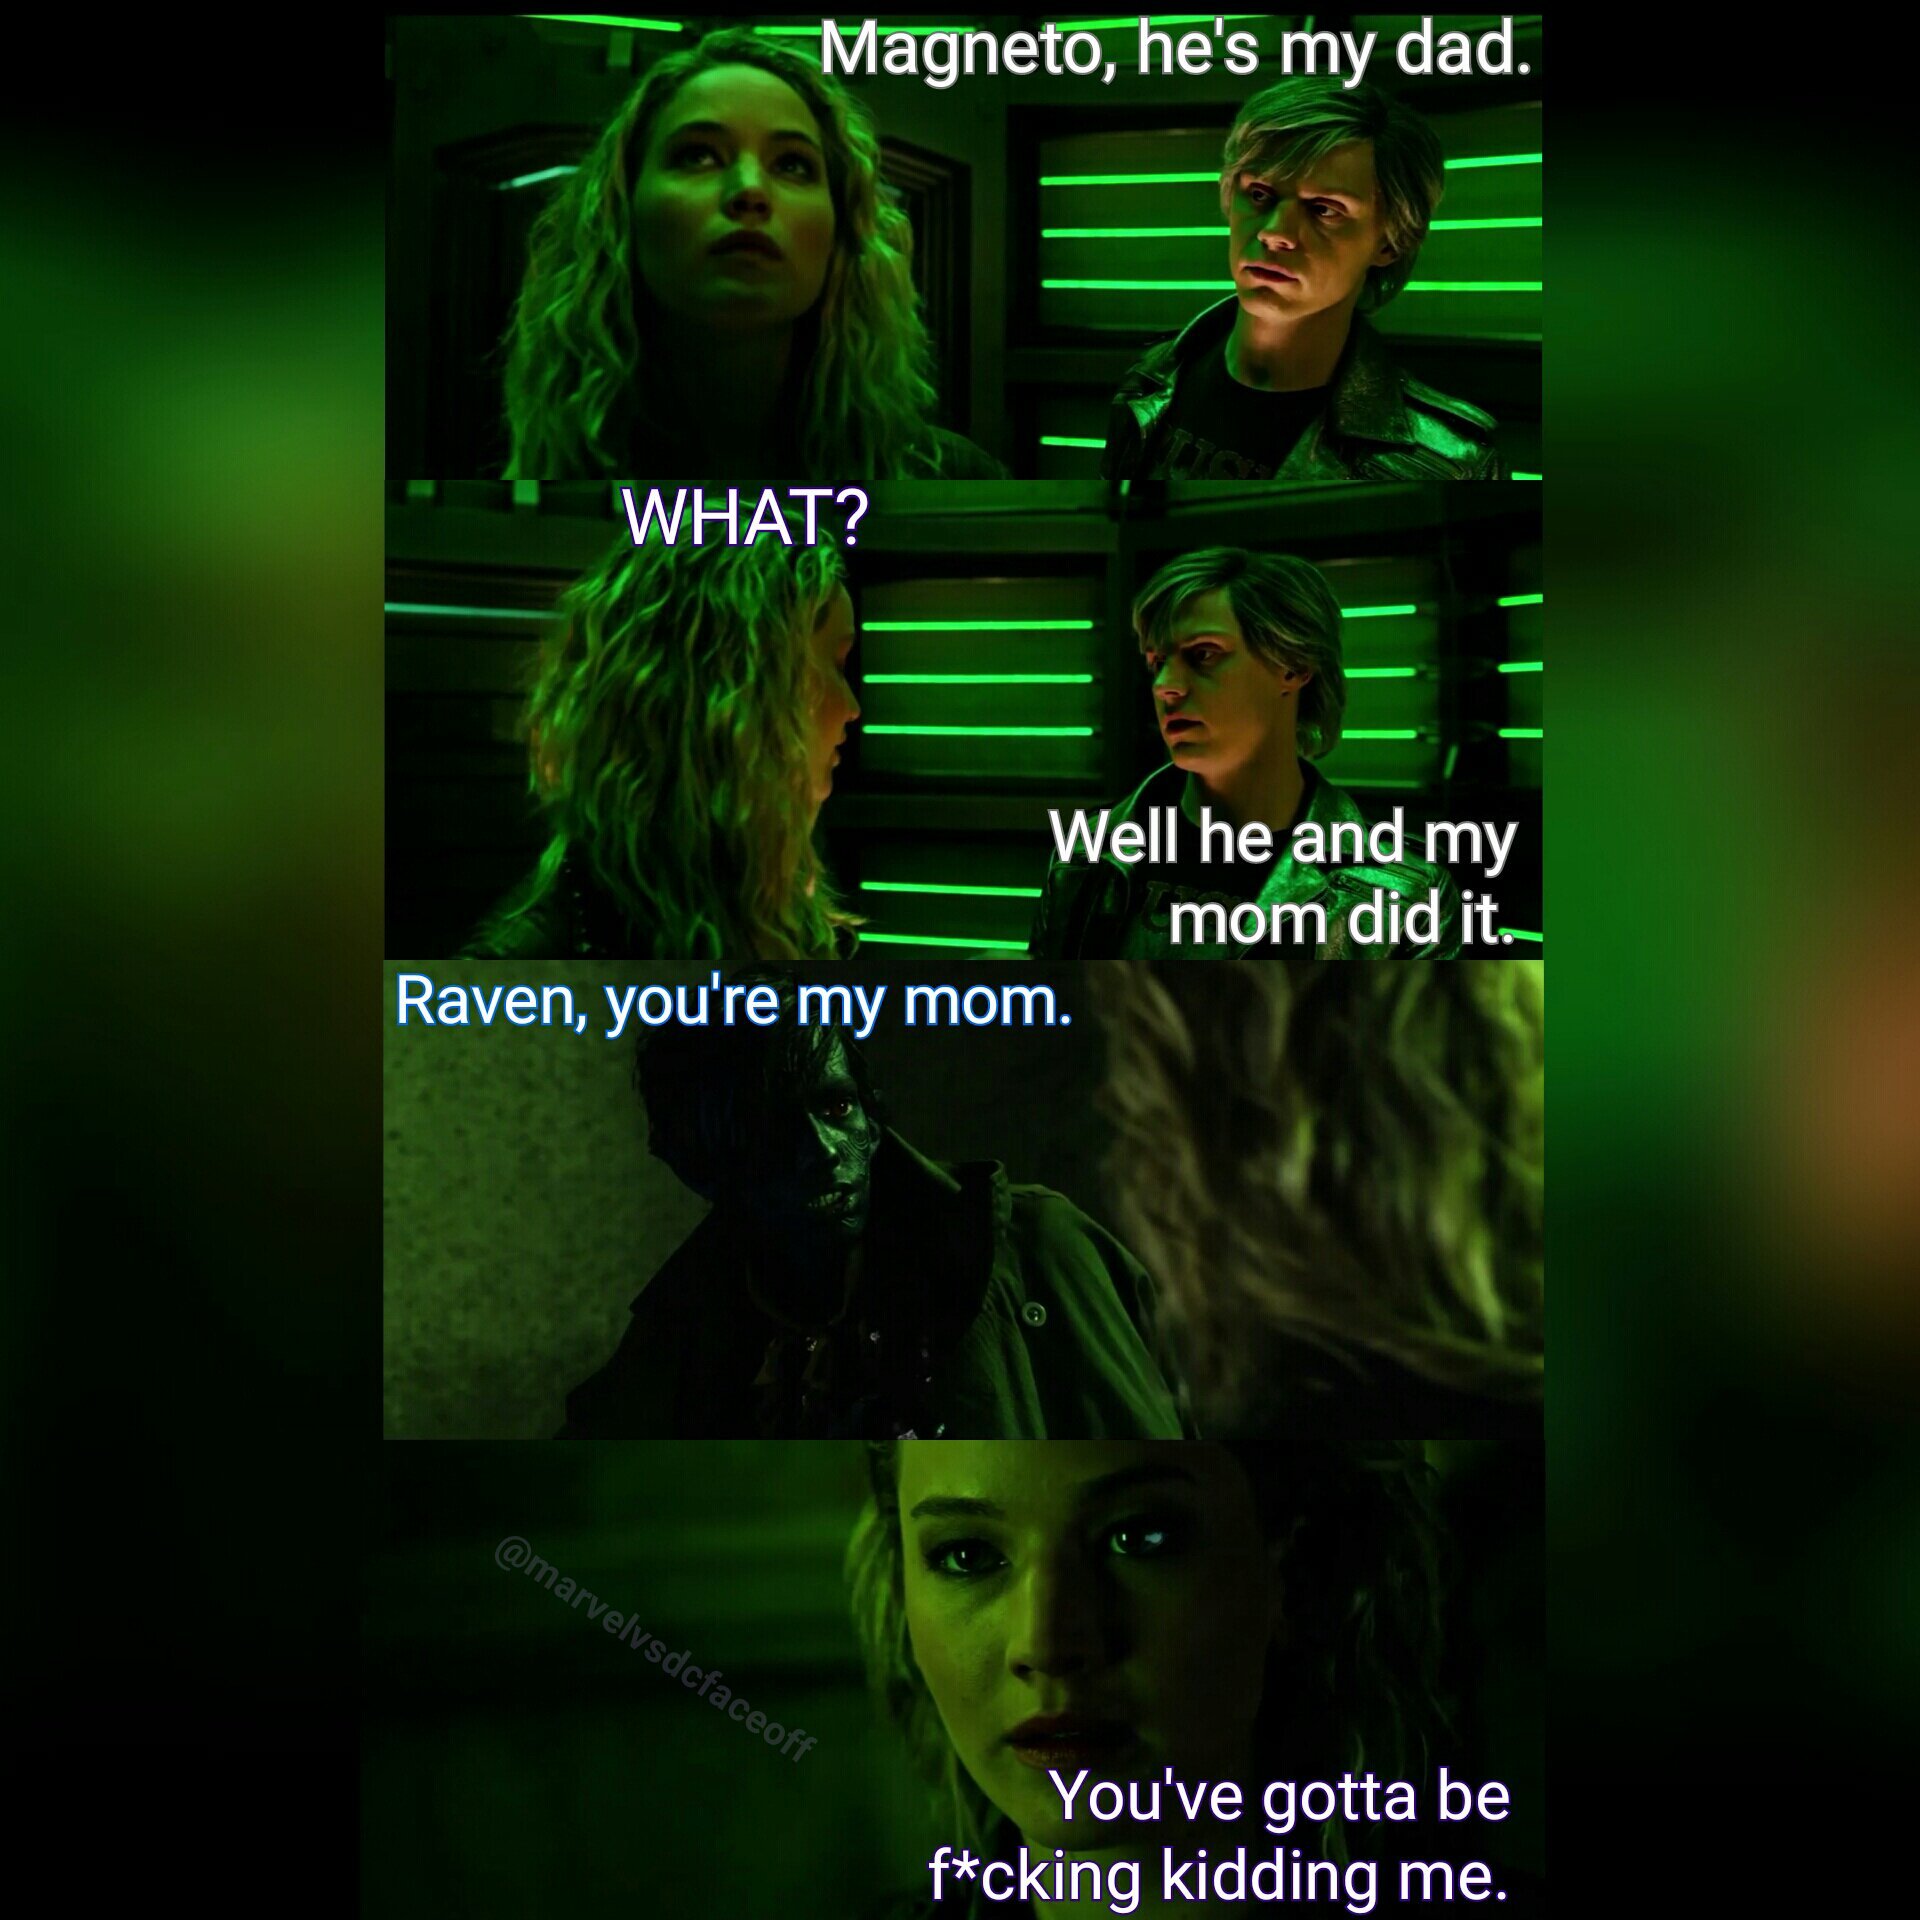 Magneto, he's my dad.
WHAT?
Well he and my
mom did it.
Raven, you're my mom.
@marvelvsdcfaceoff
You've gotta be
f*cking kidding me.